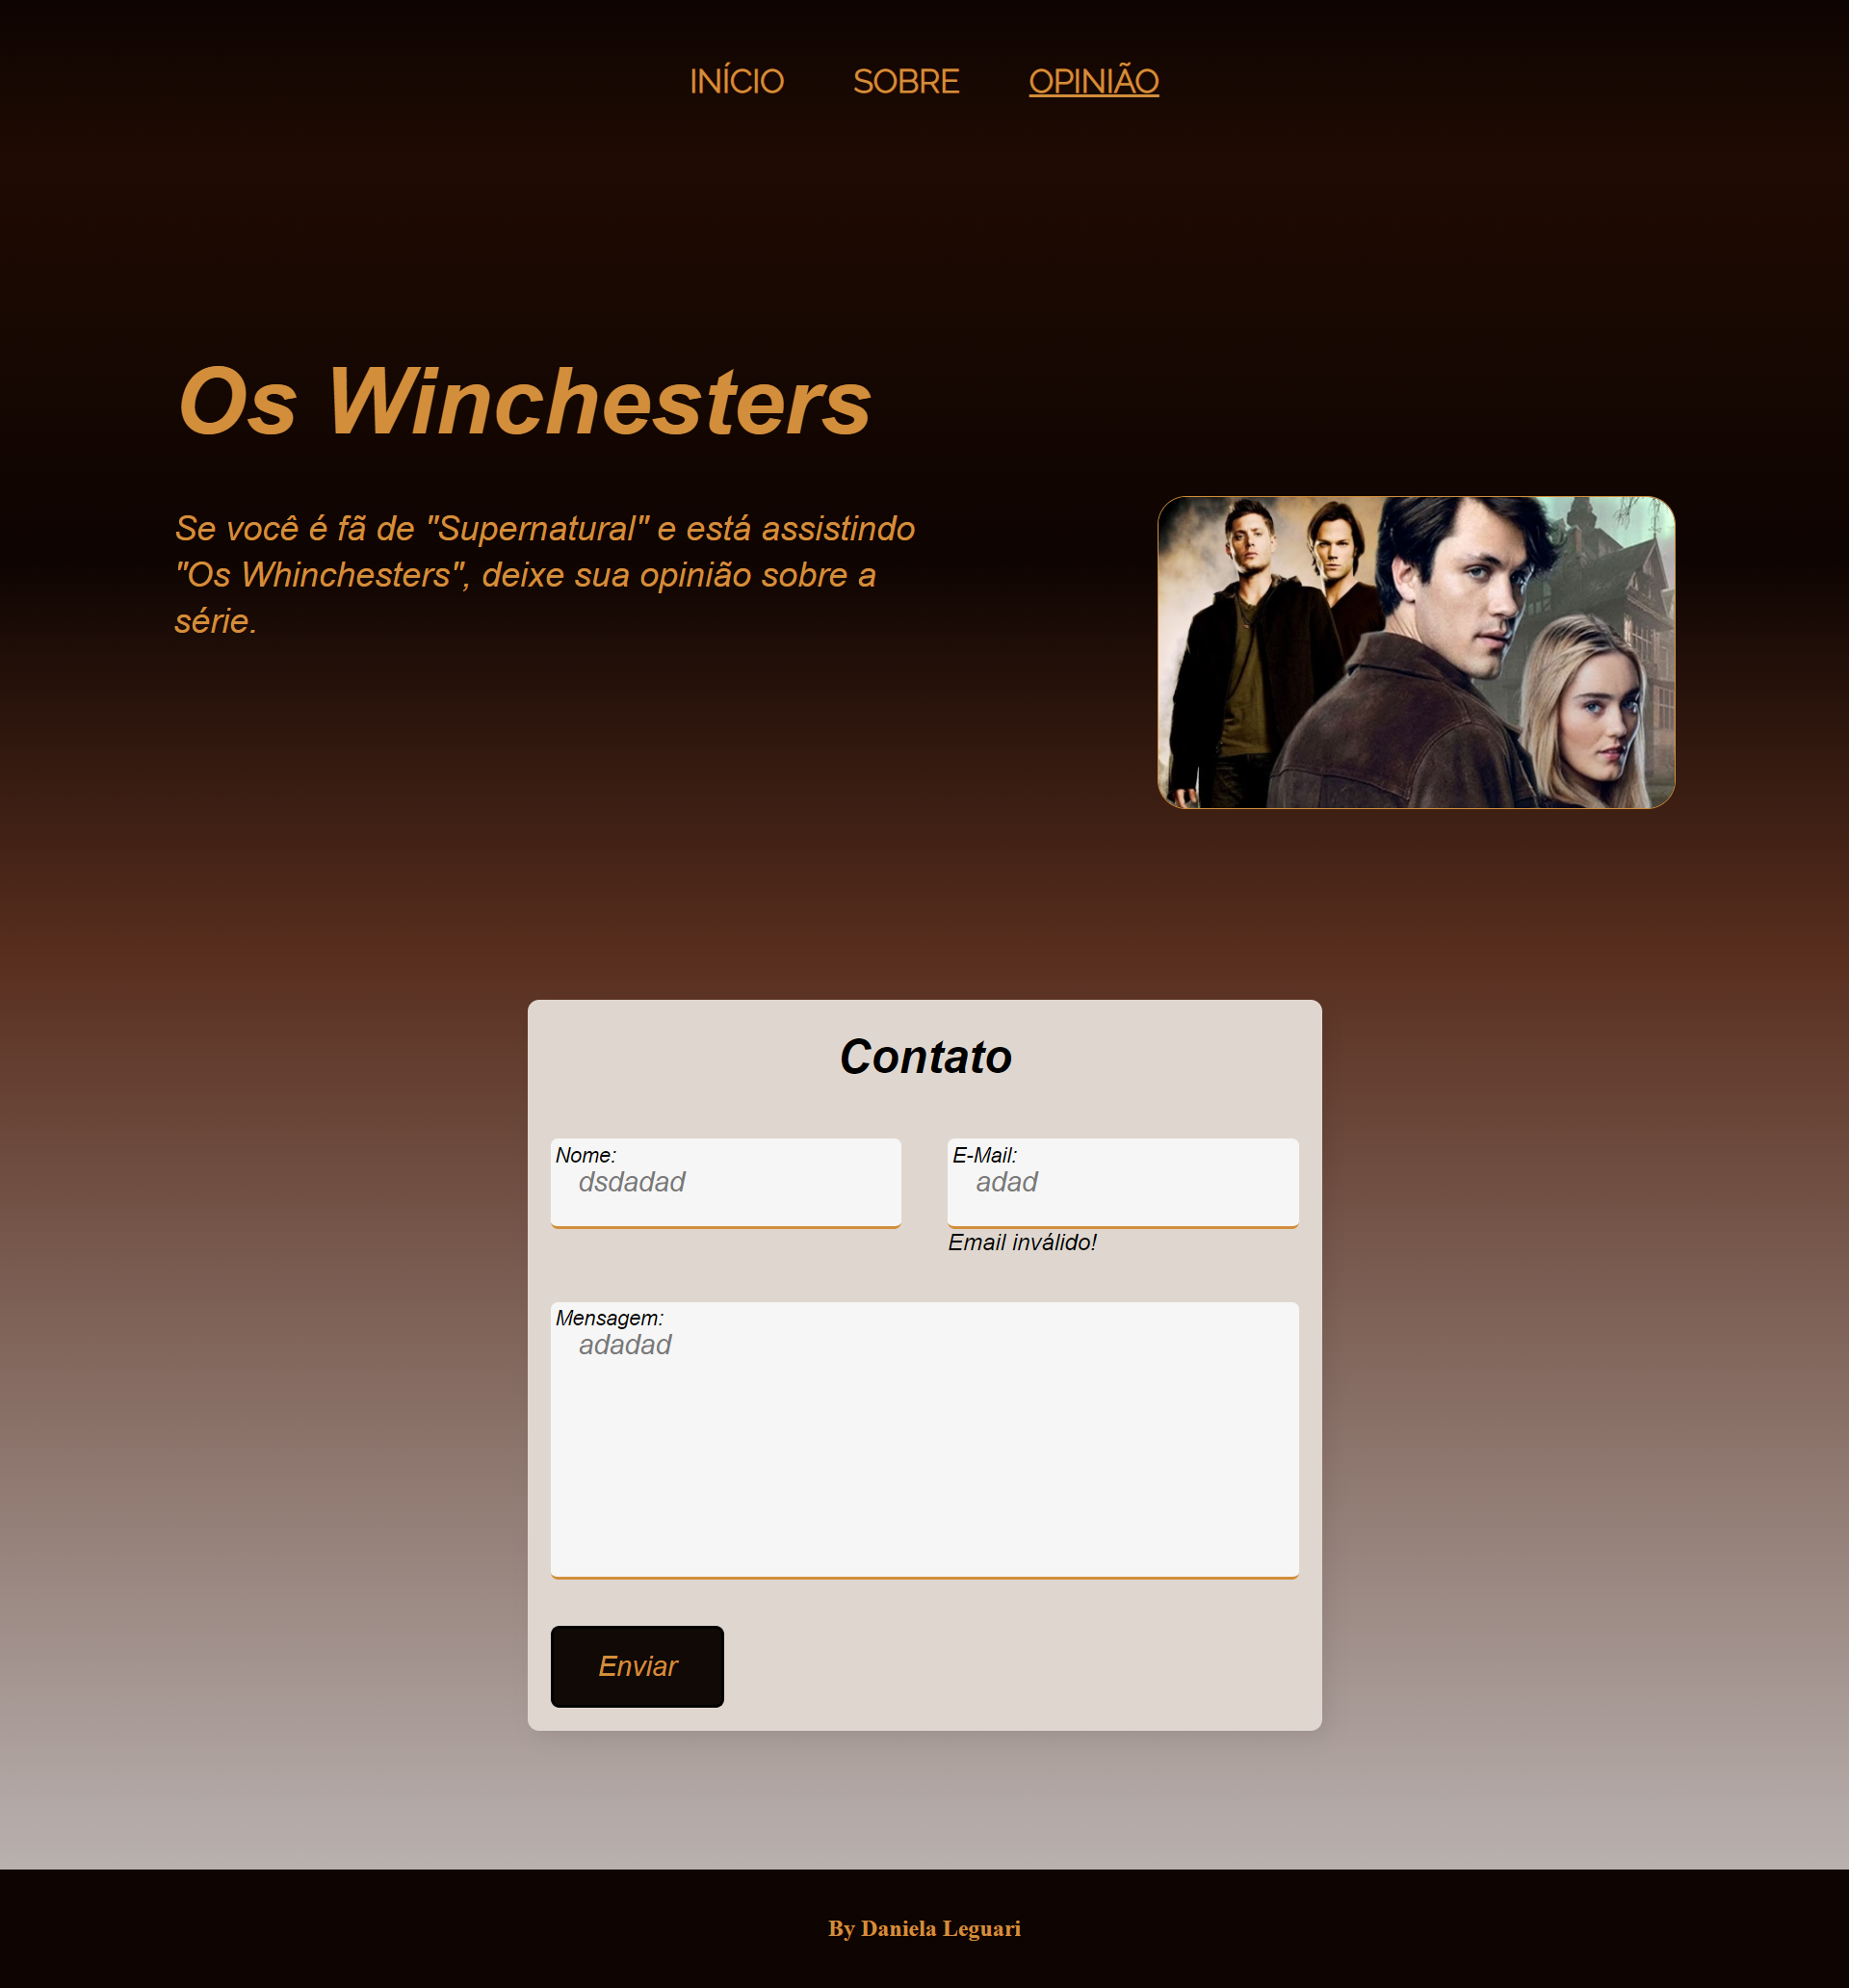 INÍCIO SOBRE OPINIÃO
Os Winchesters
Se você é fã de "Supernatural" e está assistindo
"Os Whinchesters", deixe sua opinião sobre a
série.
Contato
Nome:
dsdadad
E-Mail:
adad
Email inválido!
Mensagem:
adadad
Enviar
By Daniela Leguari